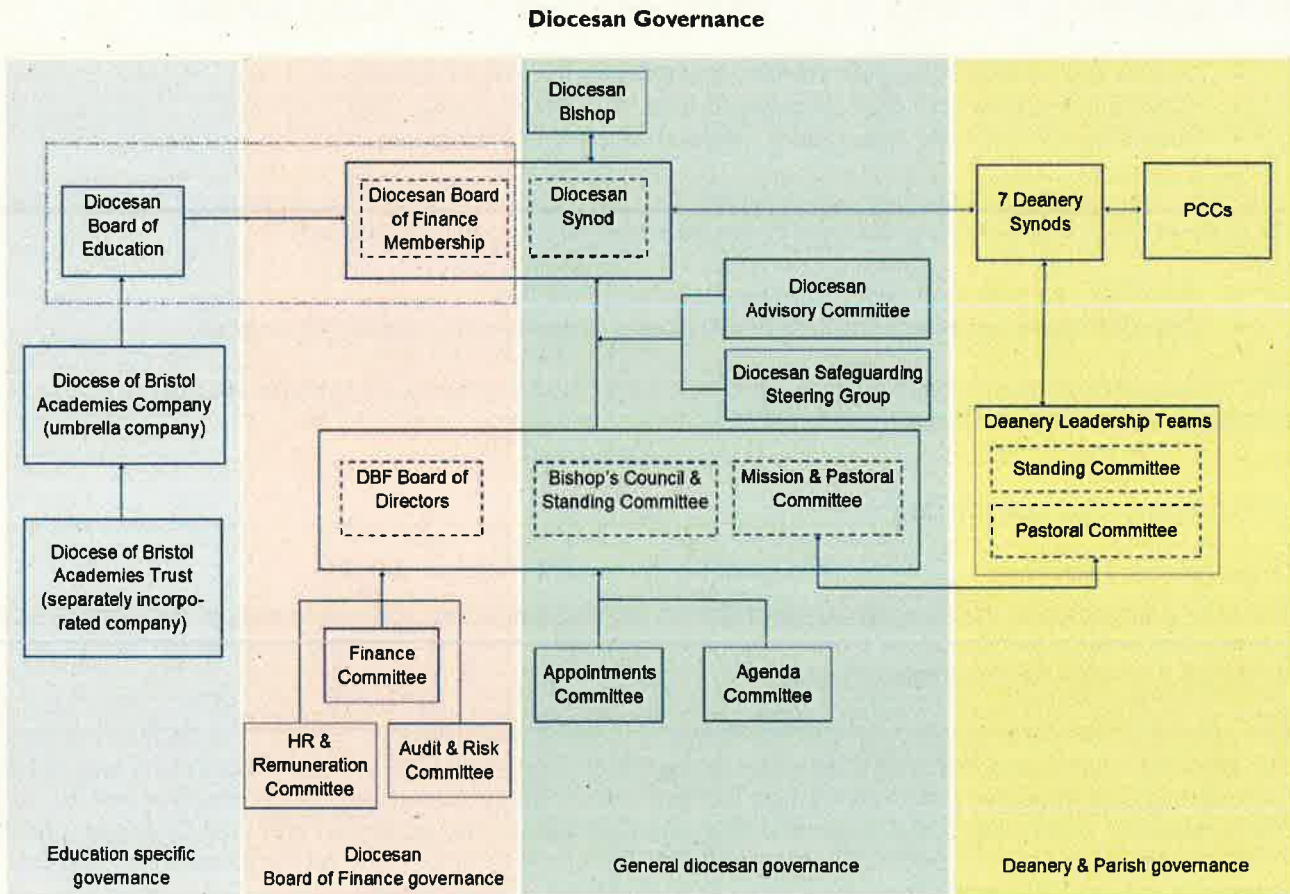 Diocesan Governance
Diocesan
Bishop
Diocesan
Board of
Education
Diocesan Board
of Finance
Membership
Diocesan
Synod
7 Deanery
Synods
PCCs
Diocesan
Advisory Committee
Diocesan Safeguarding
Steering Group
Diocese of Bristol
Academies Company
(umbrella company)
Diocese of Bristol
Academies Trust
(separately incorpo-
rated company)
DBF Board of
Directors
Bishop's Council &
Standing Committee
Mission & Pastoral
Committee
Deanery Leadership Teams
Standing Committee
Pastoral Committee
Finance
Committee
HR &
Remuneration
Committee
Audit & Risk
Committee
Appointments
Committee
Agenda
Committee
Education specific
governance
Diocesan
Board of Finance governance
General diocesan governance
Deanery & Parish governance